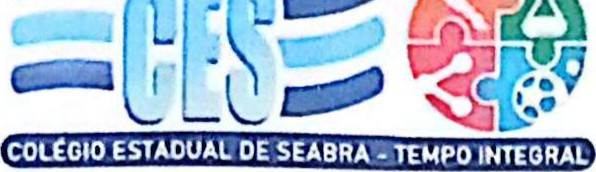 CES
COLÉGIO ESTADUAL DE SEABRA - TEMPO INTEGRAL